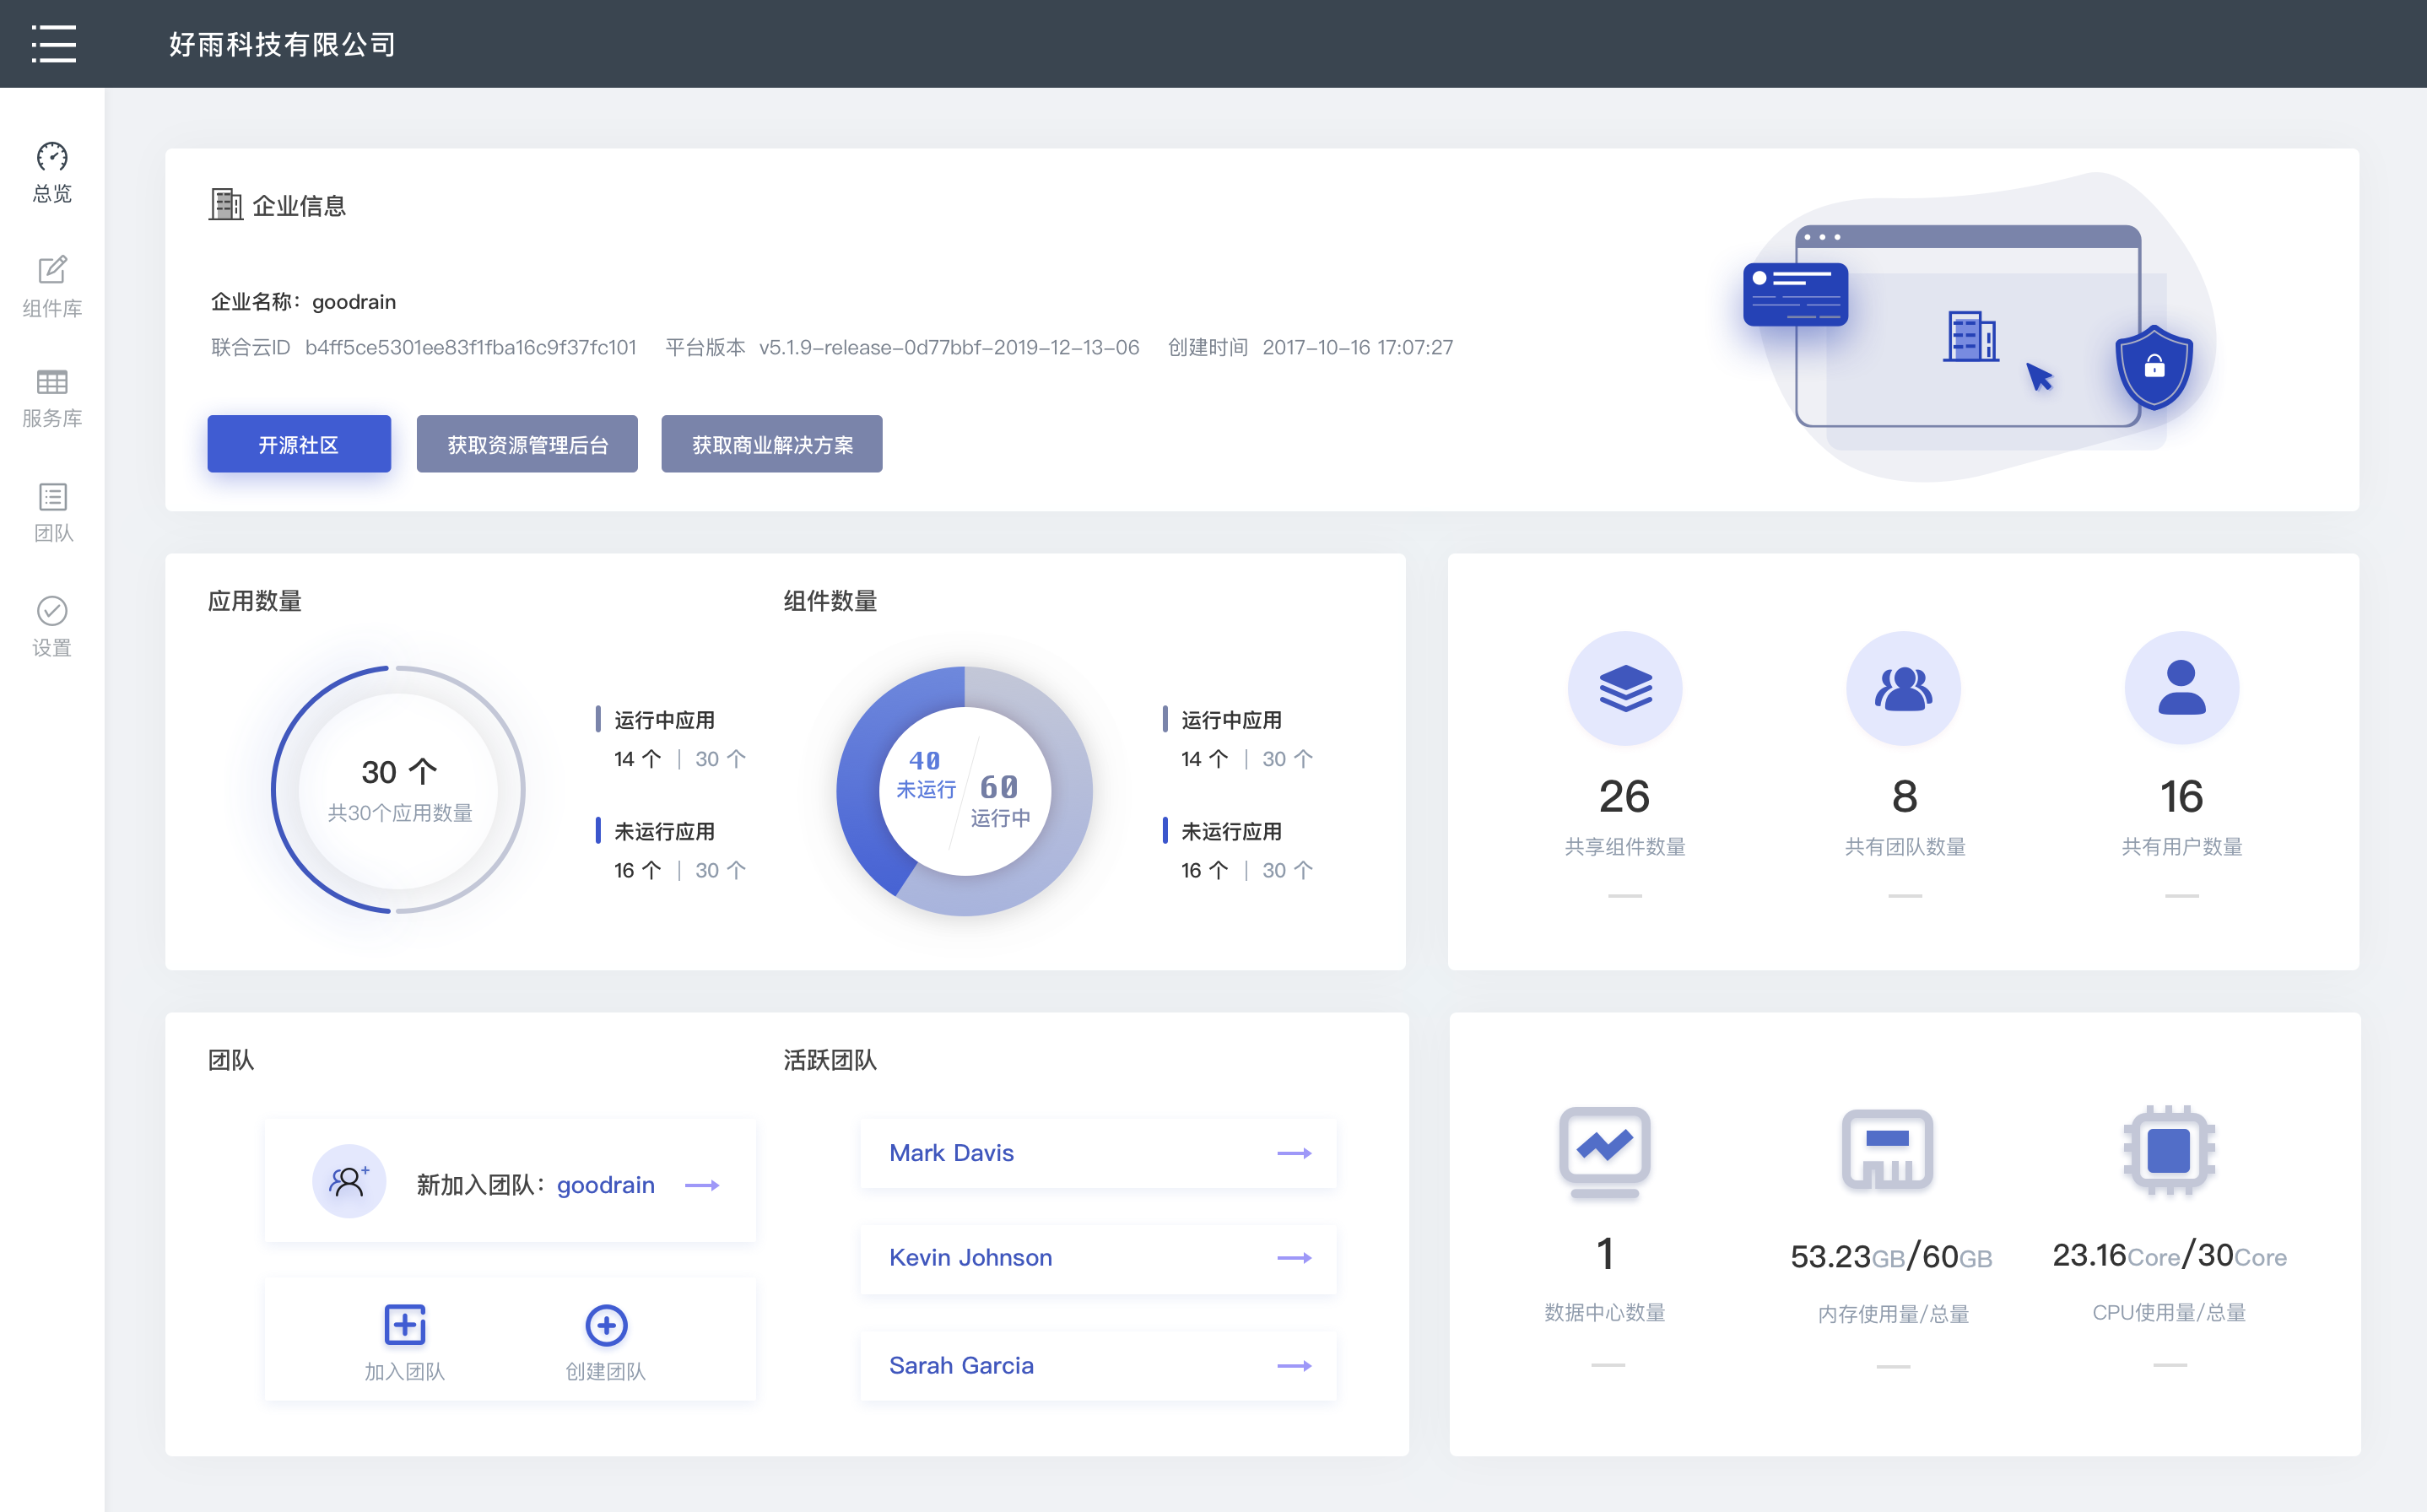 好雨科技有限公司
总览
组件库
服务库
团队
设置
企业信息
企业名称：goodrain
联合云ID b4ff5ce5301ee83f1fba16c9f37fc101 平台版本 v5.1.9-release-0d77bbf-2019-12-13-06 创建时间 2017-10-16 17:07:27
开源社区 获取资源管理后台 获取商业解决方案
应用数量
30 个
共30个应用数量
运行中应用
14 个 | 30 个
未运行应用
16 个 | 30 个
组件数量
40
未运行
60
运行中
运行中应用
14 个 | 30 个
未运行应用
16 个 | 30 个
26
共享组件数量
8
共有团队数量
16
共有用户数量
团队
新加入团队：goodrain
加入团队
创建团队
活跃团队
Mark Davis
Kevin Johnson
Sarah Garcia
1
数据中心数量
53.23GB/60GB
内存使用量/总量
23.16Core/30Core
CPU使用量/总量